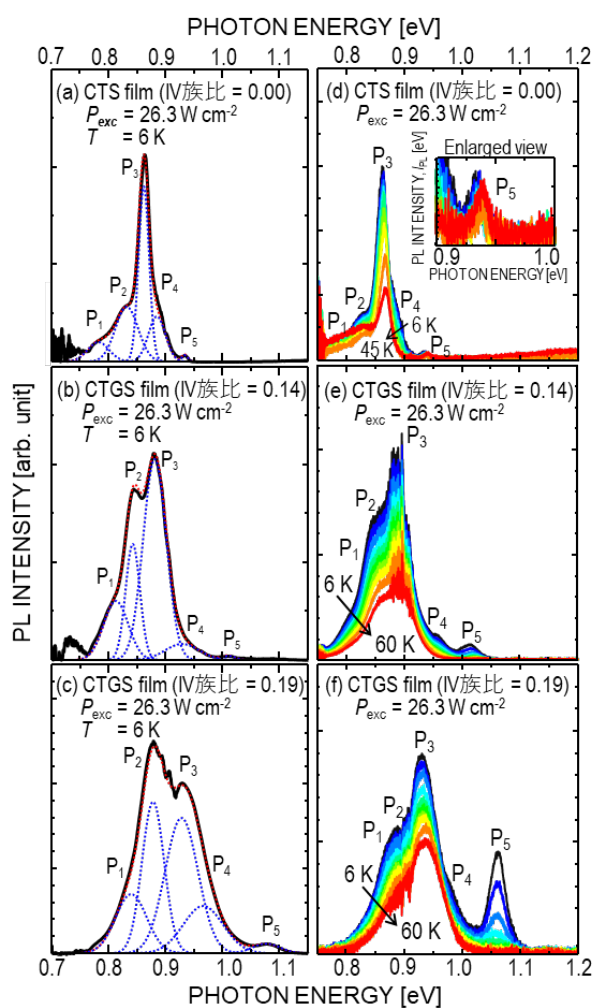 PHOTON ENERGY [eV]
0.7 0.8 0.9 1.0 1.1
0.8 0.9 1.0 1.1 1.2
(a) CTS film (IV族比 = 0.00)
Pexc = 26.3 W cm-2
T = 6 K
P1
P2
P3
P4
P5
(d) CTS film (IV族比 = 0.00)
Pexc = 26.3 W cm-2
P3
Enlarged view
PL INTENSITY, IPL [eV]
P5
0.9 1.0
PHOTON ENERGY [eV]
P1
P2
P4
6 K
45 K
P5
(b) CTGS film (IV族比 = 0.14)
Pexc = 26.3 W cm-2
T = 6 K
P1
P2
P3
P4
P5
(e) CTGS film (IV族比 = 0.14)
Pexc = 26.3 W cm-2
P3
P2
P1
6 K
60 K
P4
P5
PL INTENSITY [arb. unit]
(c) CTGS film (IV族比 = 0.19)
Pexc = 26.3 W cm-2
T = 6 K
P2
P3
P1
P4
P5
(f) CTGS film (IV族比 = 0.19)
Pexc = 26.3 W cm-2
P3
P2
P1
P5
P4
6 K
60 K
0.7 0.8 0.9 1.0 1.1
0.8 0.9 1.0 1.1 1.2
PHOTON ENERGY [eV]